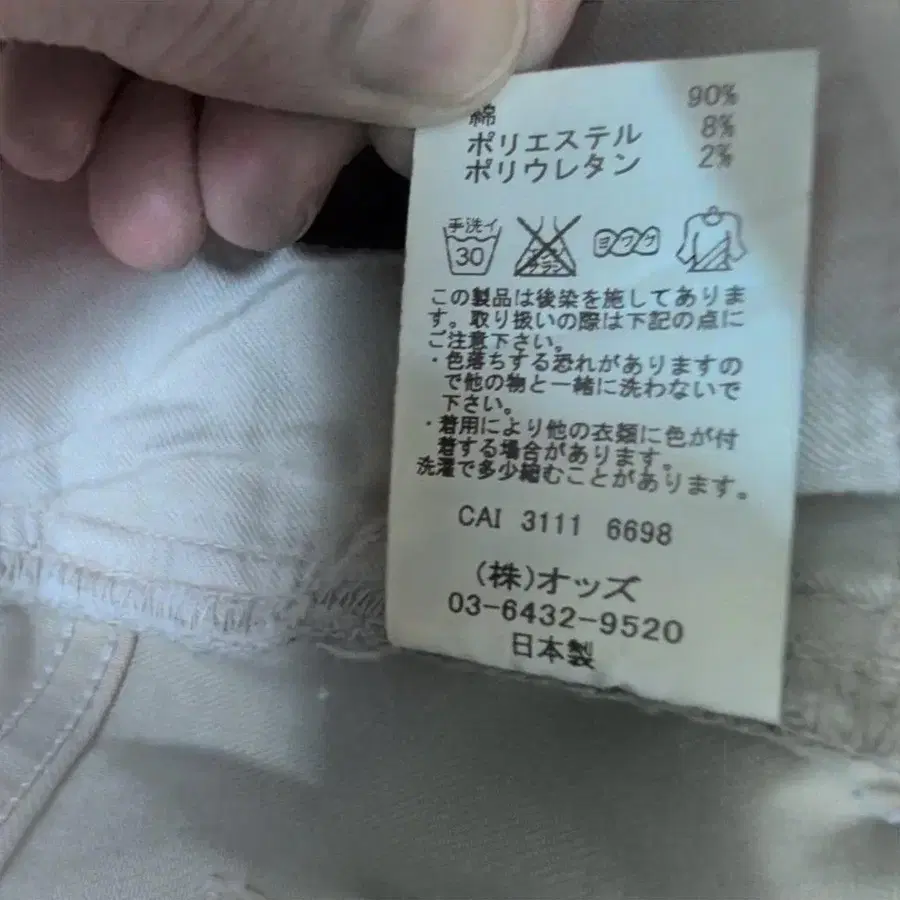 綿 90%
ポリエステル 8%
ポリウレタン 2%
手洗イ
30
ヨワク
この製品は後染を施してありま
す。取り扱いの際は下記の点に
ご注意下さい。
・色落ちする恐れがありますの
で他の物と一緒に洗わないで
下さい。
・着用により他の衣類に色が付
着する場合があります。
洗濯で多少縮むことがあります。
CAI 3111 6698
(株)オッズ
03-6432-9520
日本製